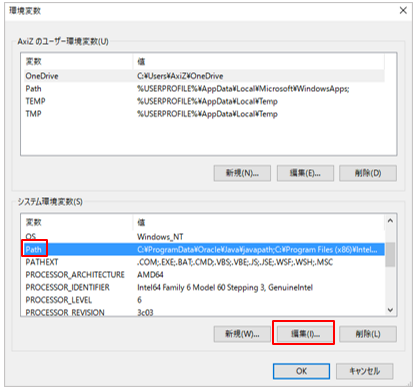 環境変数
AxiZ のユーザー環境変数(U)
変数 値
OneDrive C:¥Users¥AxiZ¥OneDrive
Path %USERPROFILE%¥AppData¥Local¥Microsoft¥WindowsApps;
TEMP %USERPROFILE%¥AppData¥Local¥Temp
TMP %USERPROFILE%¥AppData¥Local¥Temp
新規(N)... 編集(E)... 削除(D)
システム環境変数(S)
変数 値
OS Windows_NT
Path C:¥ProgramData¥Oracle¥Java¥javapath;C:¥Program Files (x86)¥Intel...
PATHEXT .COM;.EXE;.BAT;.CMD;.VBS;.VBE;.JS;.JSE;.WSF;.WSH;.MSC
PROCESSOR_ARCHITECTURE AMD64
PROCESSOR_IDENTIFIER Intel64 Family 6 Model 60 Stepping 3, GenuineIntel
PROCESSOR_LEVEL 6
PROCESSOR_REVISION 3c03
新規(W)... 編集(I)... 削除(L)
OK キャンセル